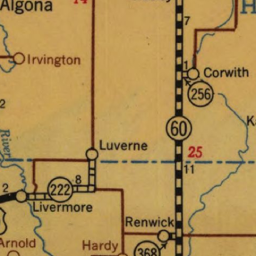 Algona
14
7
H
Irvington
1
Corwith
256
2
K
60
River
Luverne
25
11
8
222
2
Livermore
Renwick
Arnold
Hardy
368